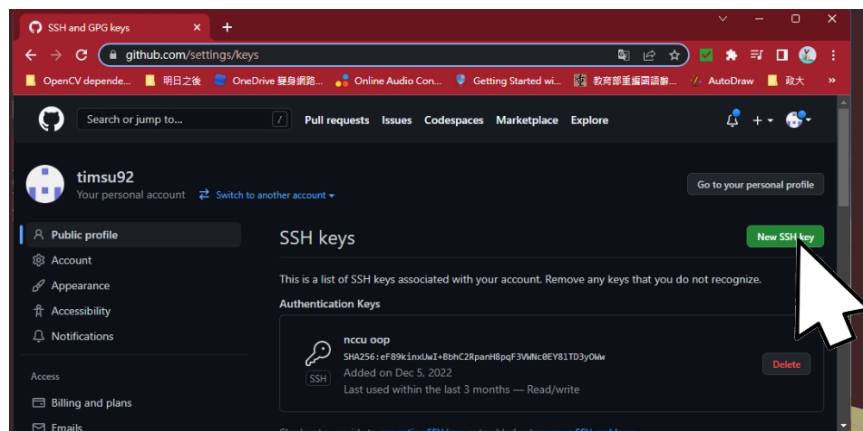 SSH and GPG keys
github.com/settings/keys
OpenCV depende... 明日之後 OneDrive 變身網路... Online Audio Con... Getting Started wi... 教育部重編國語辭... AutoDraw 政大 »
Search or jump to... / Pull requests Issues Codespaces Marketplace Explore
timsu92
Your personal account Switch to another account
Go to your personal profile
Public profile
Account
Appearance
Accessibility
Notifications
Access
Billing and plans
Emails
SSH keys
New SSH key
This is a list of SSH keys associated with your account. Remove any keys that you do not recognize.
Authentication Keys
nccu oop
SHA256:eF89kinxUwI+BbhC2RpanH8pqF3VWNc0EY81TD3yOWw
Added on Dec 5, 2022
Last used within the last 3 months — Read/write
SSH
Delete